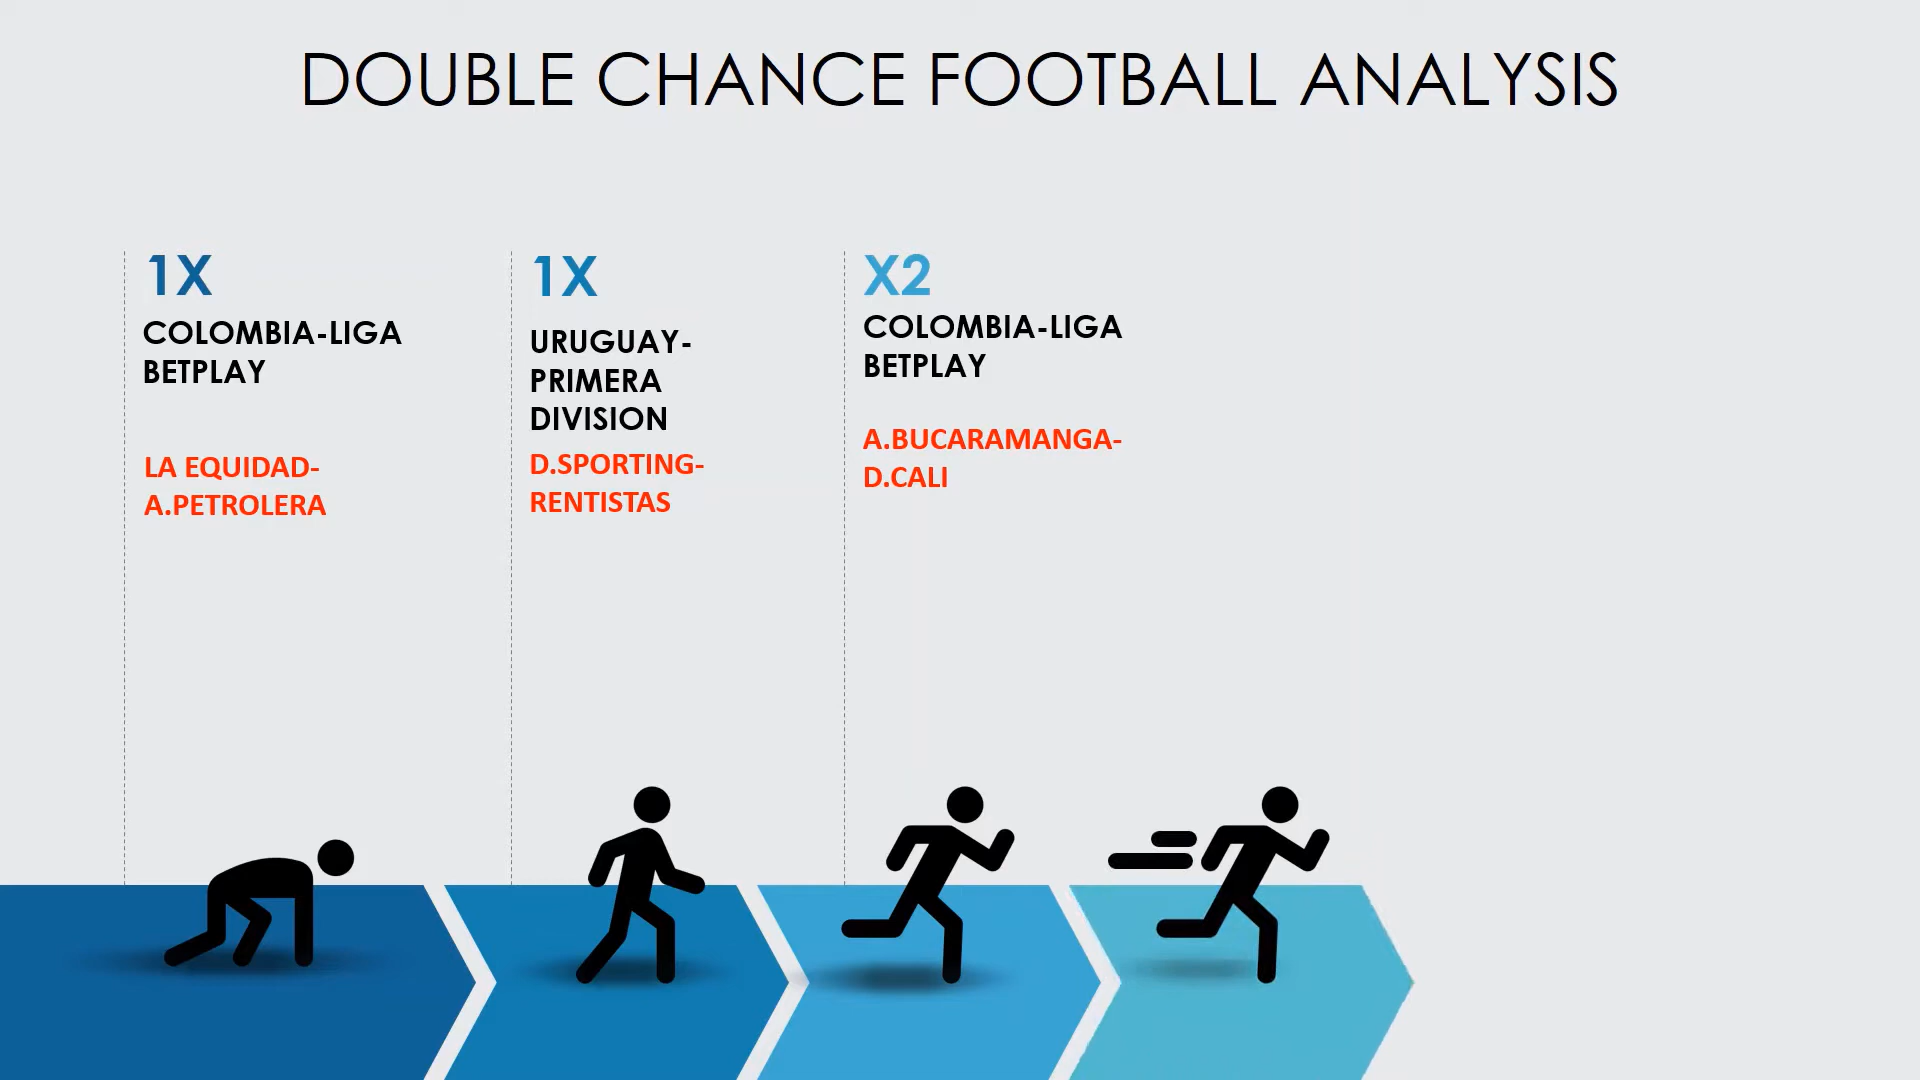 DOUBLE CHANCE FOOTBALL ANALYSIS
1X
COLOMBIA-LIGA
BETPLAY
LA EQUIDAD-
A.PETROLERA
1X
URUGUAY-
PRIMERA
DIVISION
D.SPORTING-
RENTISTAS
X2
COLOMBIA-LIGA
BETPLAY
A.BUCARAMANGA-
D.CALI